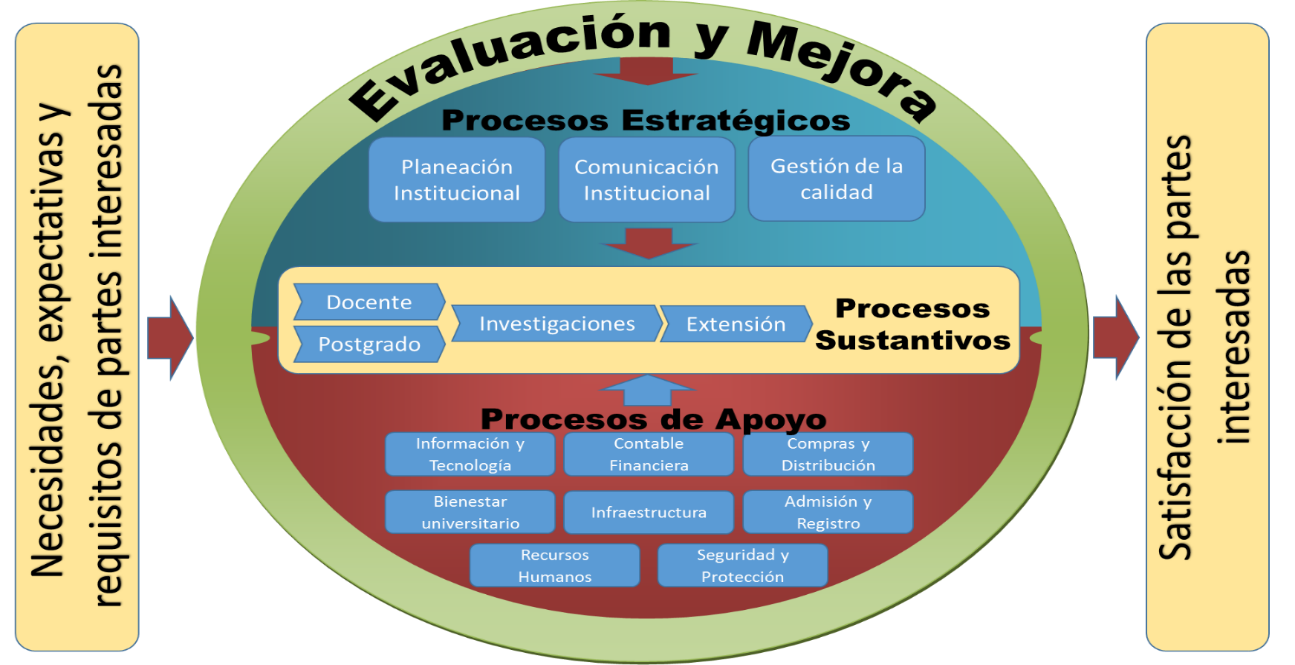 Necesidades, expectativas y
requisitos de partes interesadas
Evaluación y Mejora
Procesos Estratégicos
Planeación
Institucional
Comunicación
Institucional
Gestión de la
calidad
Docente
Postgrado
Investigaciones
Extensión
Procesos
Sustantivos
Procesos de Apoyo
Información y
Tecnología
Contable
Financiera
Compras y
Distribución
Bienestar
universitario
Infraestructura
Admisión y
Registro
Recursos
Humanos
Seguridad y
Protección
Satisfacción de las partes
interesadas